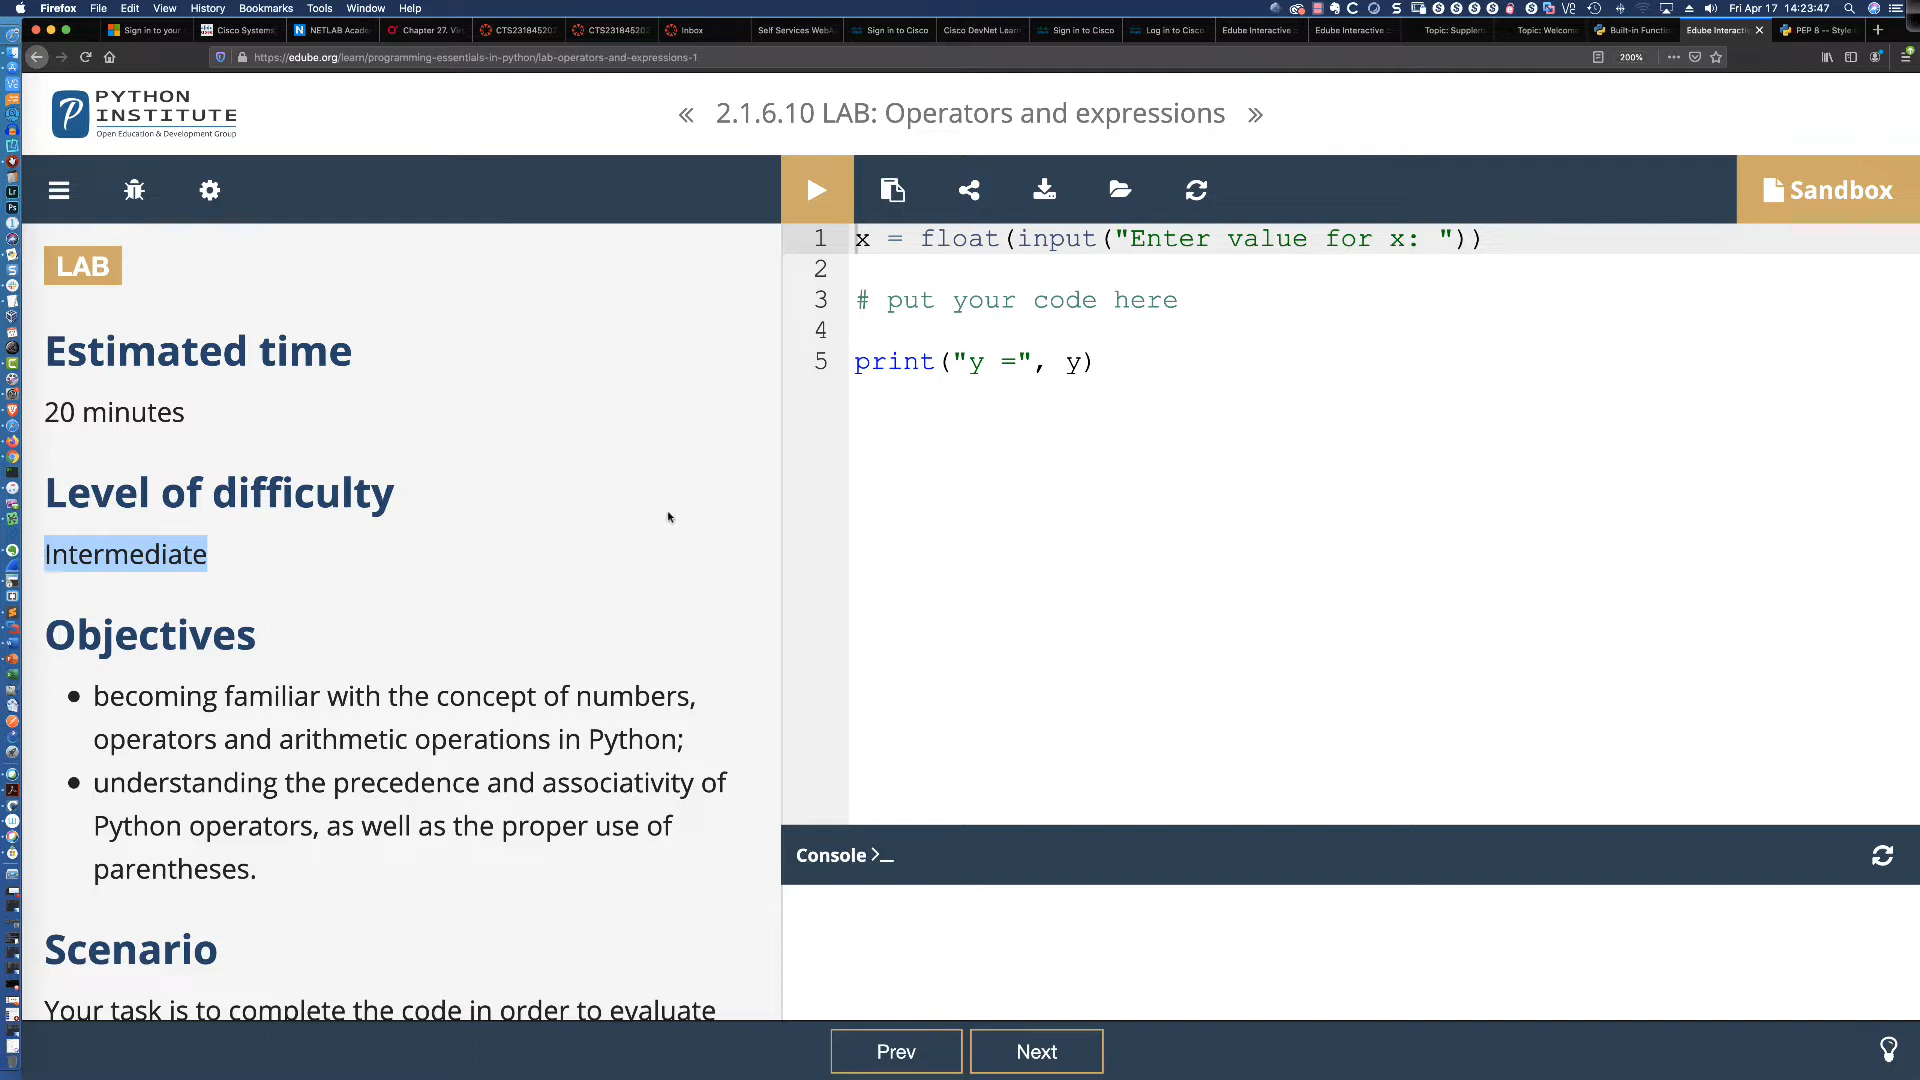 Firefox File Edit View History Bookmarks Tools Window Help
Fri Apr 17 14:23:47
Sign in to your
Cisco Systems
NETLAB Acade
Chapter 27. Vir
CTS23184520
CTS23184520
Inbox
Self Services WebA
Sign in to Cisco
Cisco DevNet Lear
Sign in to Cisco
Log in to Cisco
Edube Interactive
Edube Interactive
Topic: Supplem
Topic: Welcome
Built-in Functio
Edube Interacti
PEP 8 -- Style
https://edube.org/learn/programming-essentials-in-python/lab-operators-and-expressions-1
200%
PYTHON
INSTITUTE
Open Education & Development Group
« 2.1.6.10 LAB: Operators and expressions »
Sandbox
LAB
Estimated time
20 minutes
Level of difficulty
Intermediate
Objectives
• becoming familiar with the concept of numbers,
operators and arithmetic operations in Python;
• understanding the precedence and associativity of
Python operators, as well as the proper use of
parentheses.
Scenario
Your task is to complete the code in order to evaluate
1 x = float(input("Enter value for x: "))
2
3 # put your code here
4
5 print("y =", y)
Console >_
Prev
Next